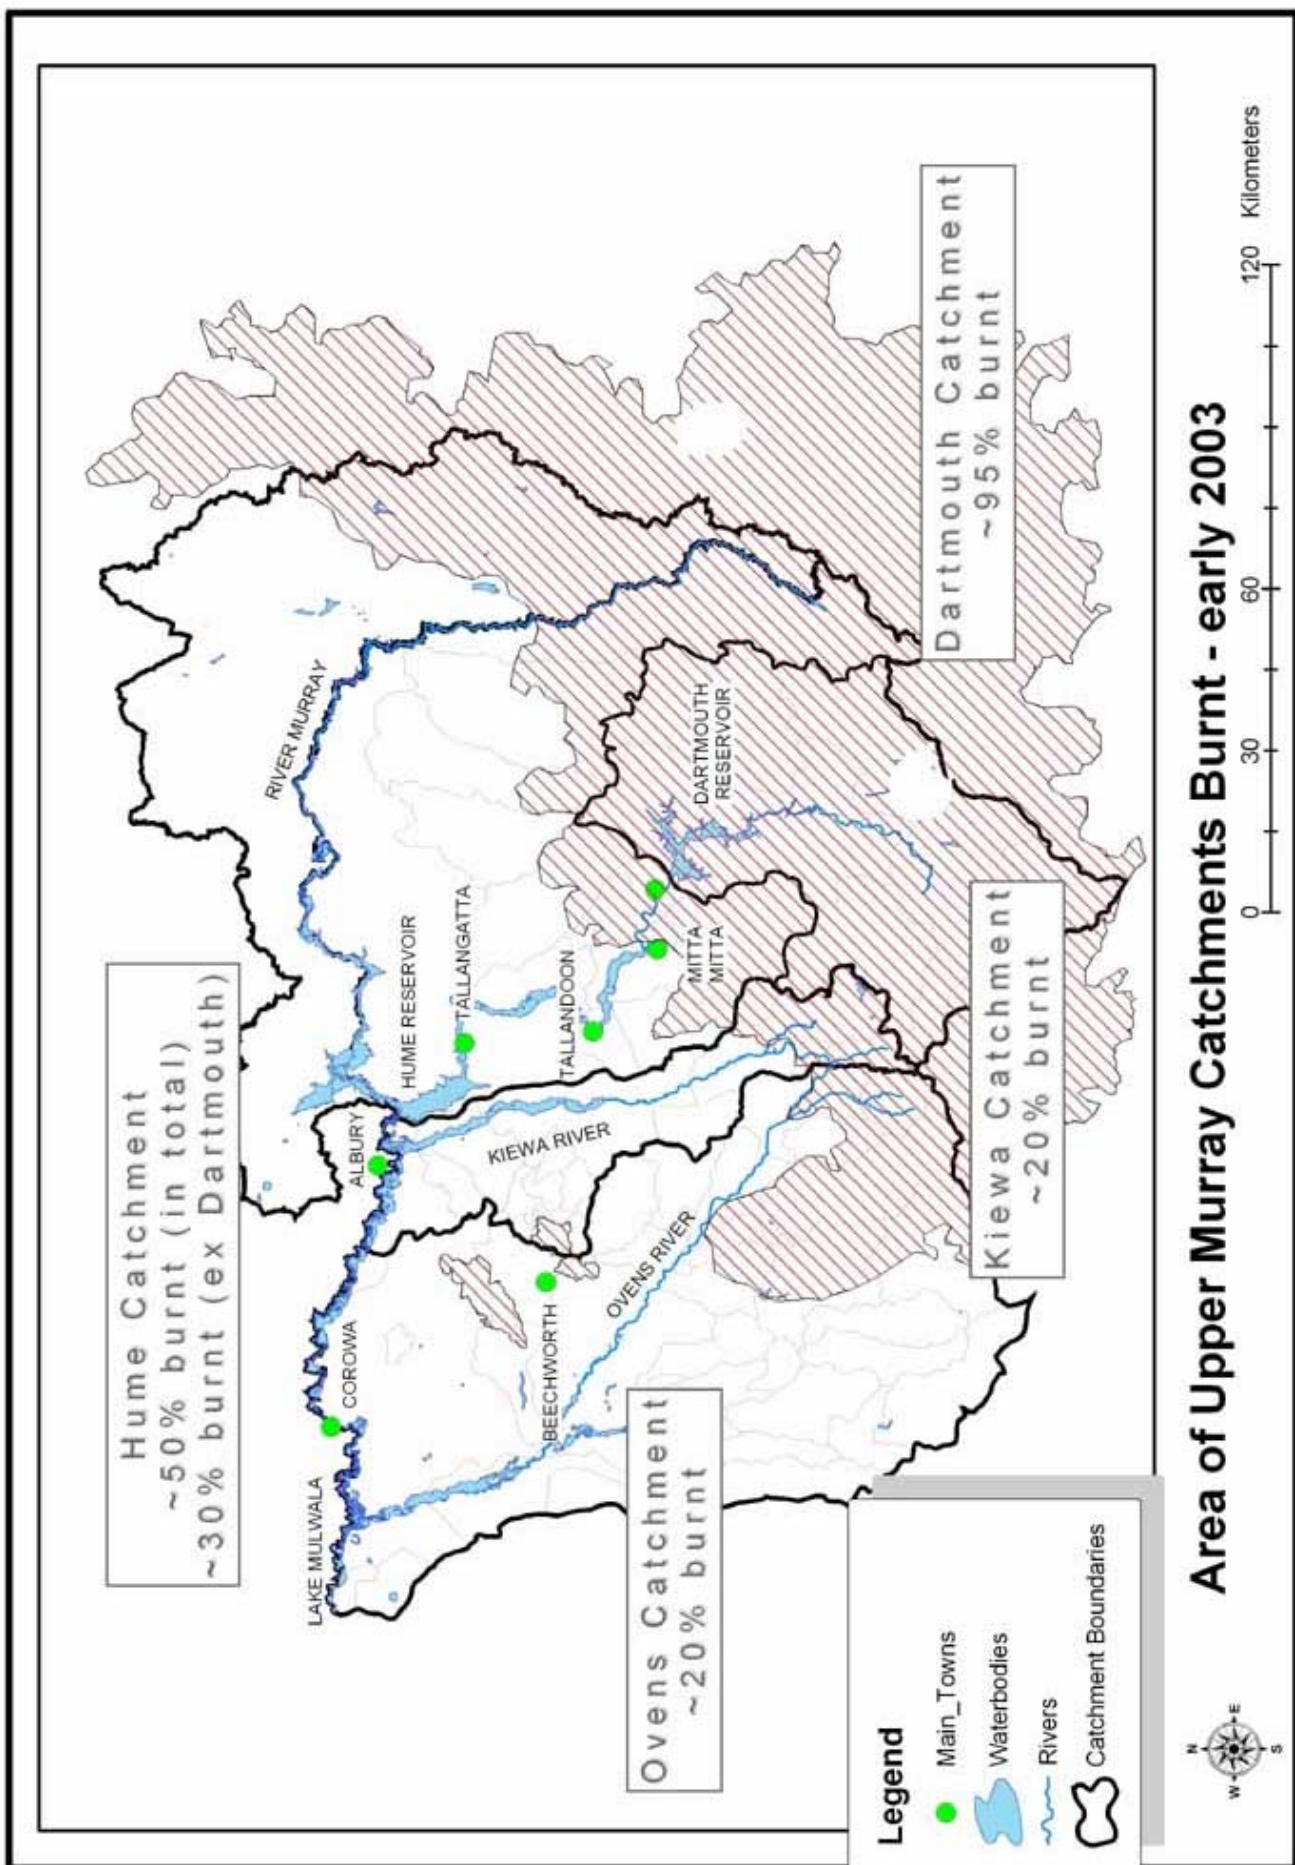 Hume Catchment
~50% burnt (in total)
~30% burnt (ex Dartmouth)
RIVER MURRAY
LAKE MULWALA
COROWA
ALBURY
HUME RESERVOIR
TALLANGATTA
KIEWA RIVER
TALLANDOON
BEECHWORTH
OVENS RIVER
MITTA
MITTA
DARTMOUTH
RESERVOIR
Ovens Catchment
~20% burnt
Kiewa Catchment
~20% burnt
Dartmouth Catchment
~95% burnt
Legend
Main_Towns
Waterbodies
Rivers
Catchment Boundaries
N
W
E
S
Area of Upper Murray Catchments Burnt - early 2003
0 30 60 120 Kilometers